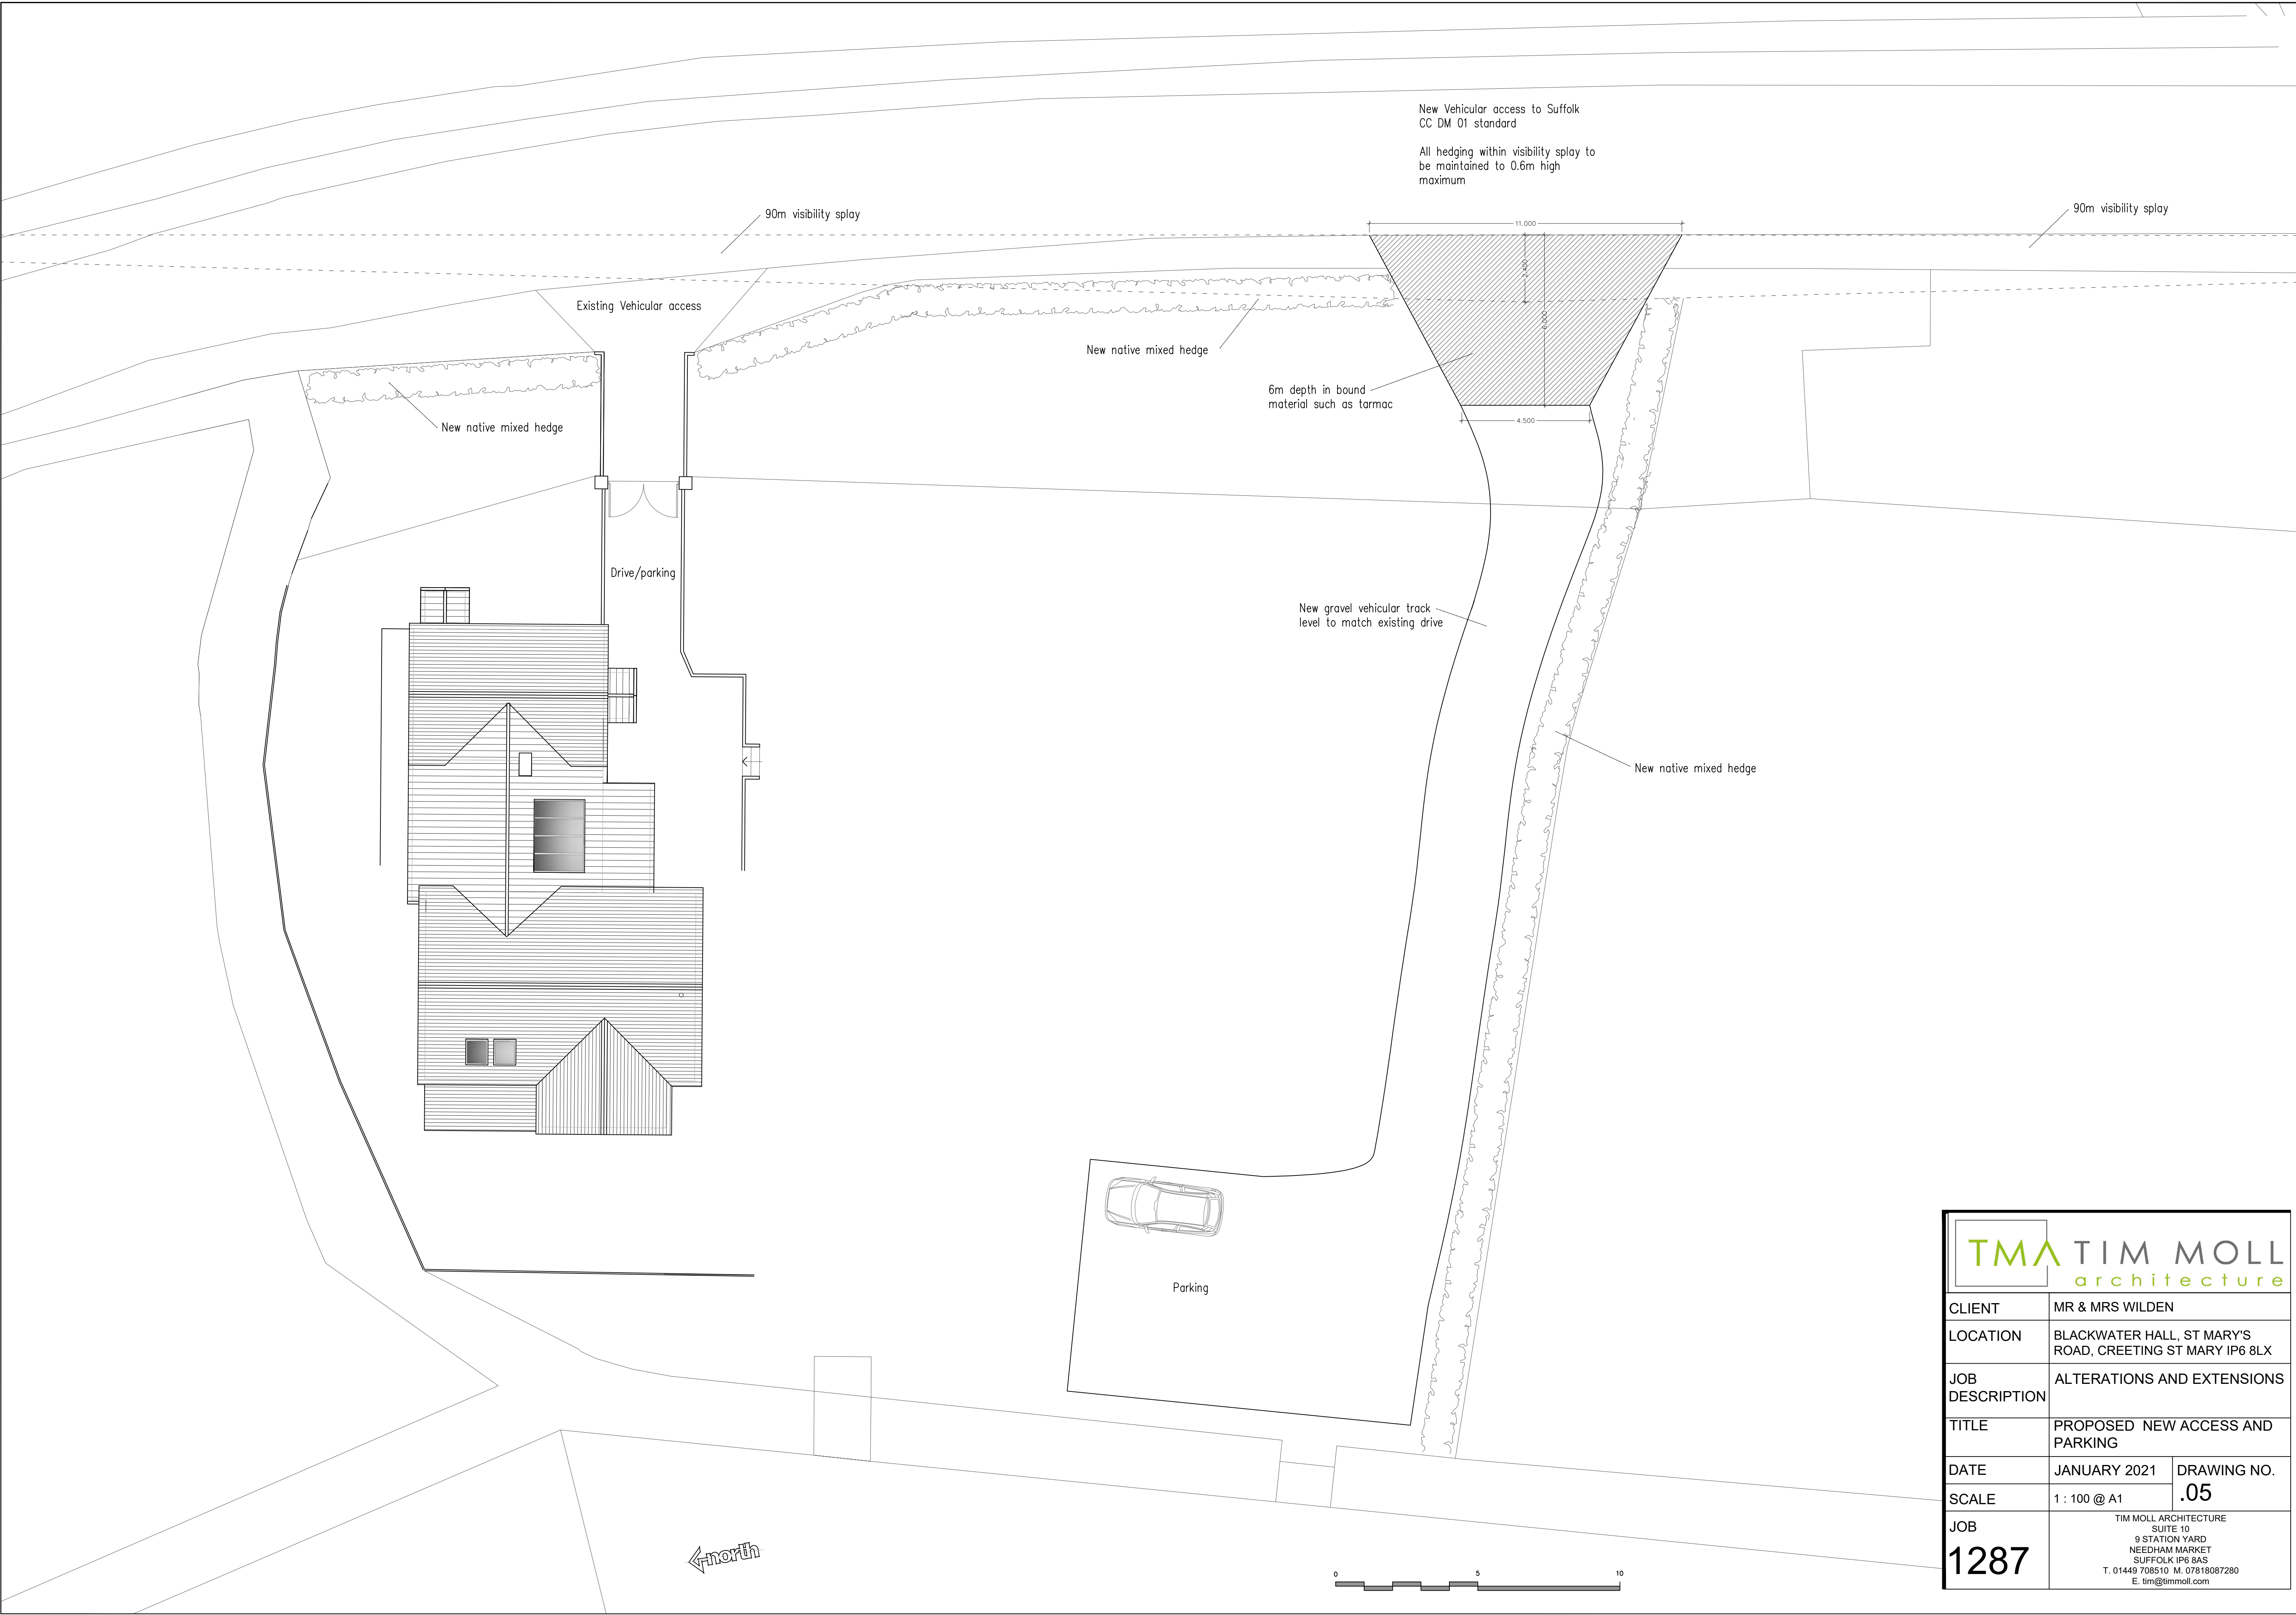 New Vehicular access to Suffolk
CC DM 01 standard
All hedging within visibility splay to
be maintained to 0.6m high
maximum
90m visibility splay
90m visibility splay
11.000
2.400
6.000
Existing Vehicular access
New native mixed hedge
6m depth in bound
material such as tarmac
4.500
New native mixed hedge
Drive/parking
New gravel vehicular track
level to match existing drive
New native mixed hedge
Parking
north
0
5
10
TMA TIM MOLL
architecture
CLIENT
MR & MRS WILDEN
LOCATION
BLACKWATER HALL, ST MARY'S
ROAD, CREETING ST MARY IP6 8LX
JOB
DESCRIPTION
ALTERATIONS AND EXTENSIONS
TITLE
PROPOSED NEW ACCESS AND
PARKING
DATE
JANUARY 2021
DRAWING NO.
.05
SCALE
1 : 100 @ A1
JOB
1287
TIM MOLL ARCHITECTURE
SUITE 10
9 STATION YARD
NEEDHAM MARKET
SUFFOLK IP6 8AS
T. 01449 708510 M. 07818087280
E. tim@timmoll.com